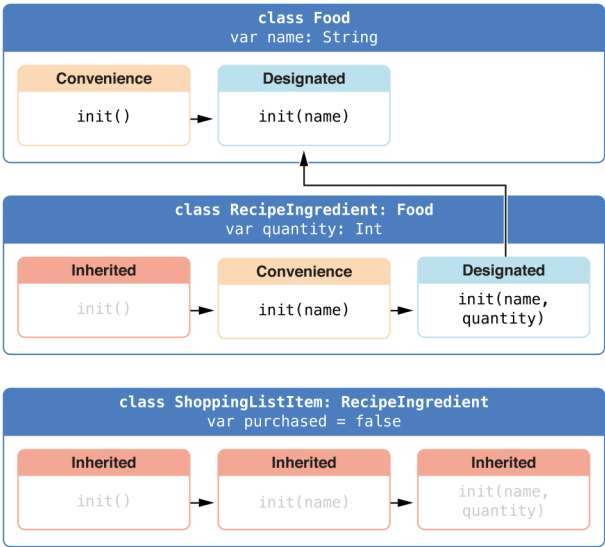 class Food
var name: String
Convenience
Designated
init()
init(name)
class RecipeIngredient: Food
var quantity: Int
Inherited
Convenience
Designated
init()
init(name)
init(name,
quantity)
class ShoppingListItem: RecipeIngredient
var purchased = false
Inherited
Inherited
Inherited
init()
init(name)
init(name,
quantity)